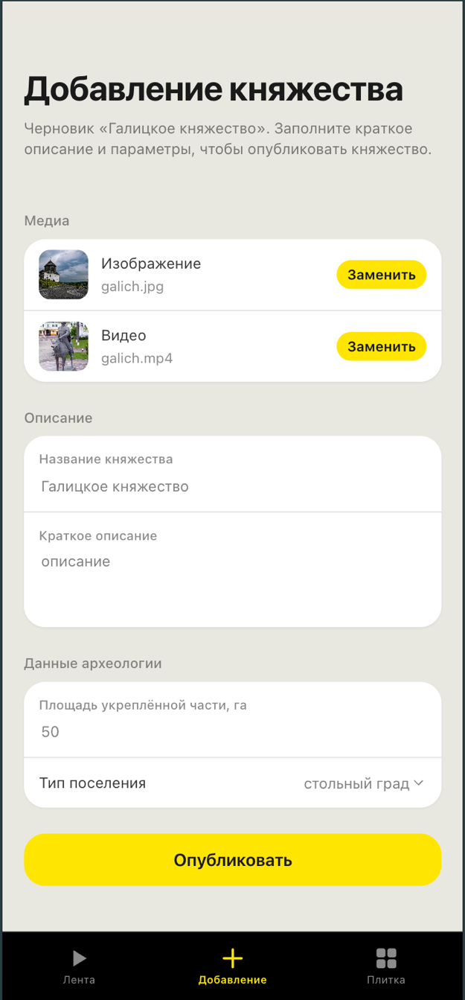 Добавление княжества
Черновик «Галицкое княжество». Заполните краткое
описание и параметры, чтобы опубликовать княжество.
Медиа
Изображение
galich.jpg
Заменить
Видео
galich.mp4
Заменить
Описание
Название княжества
Галицкое княжество
Краткое описание
описание
Данные археологии
Площадь укреплённой части, га
50
Тип поселения
стольный град
Опубликовать
Лента
Добавление
Плитка